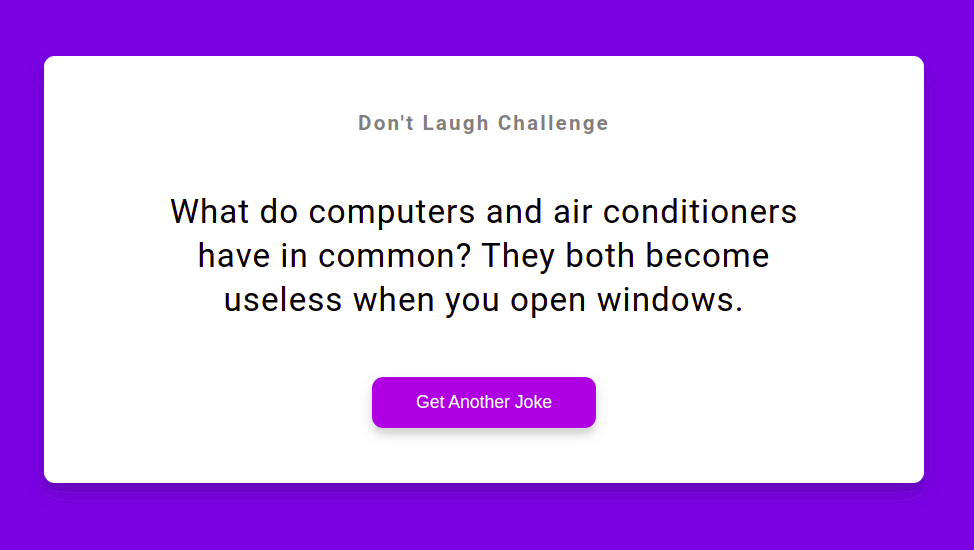 Don't Laugh Challenge
What do computers and air conditioners
have in common? They both become
useless when you open windows.
Get Another Joke